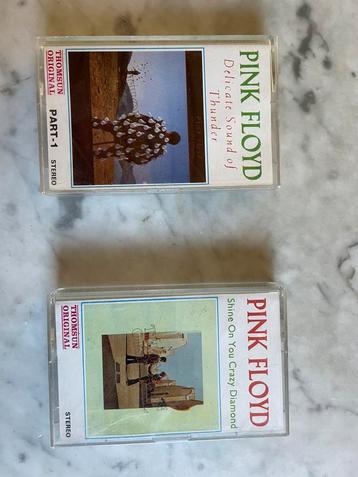 PINK FLOYD
Delicate Sound of
Thunder
THOMSUN
ORIGINAL
PART-1
STEREO
PINK FLOYD
Shine On You Crazy Diamond
THOMSUN
ORIGINAL
STEREO